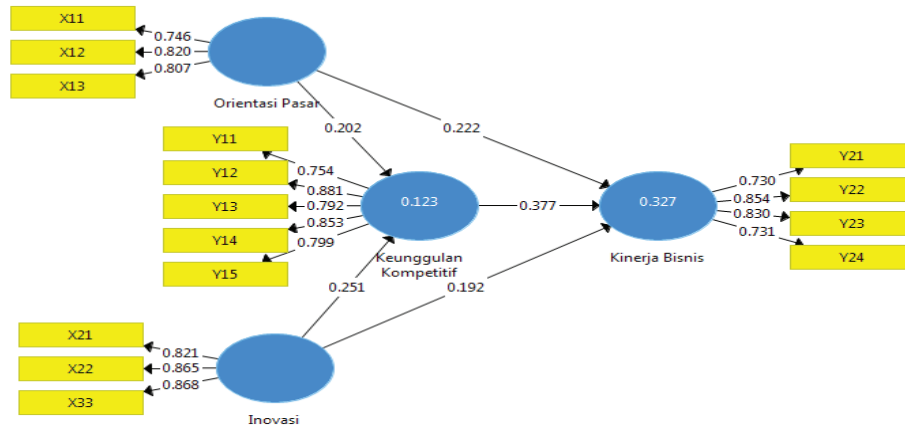 X11
X12
X13
0.746
0.820
0.807
Orientasi Pasar
0.202
0.222
Y11
Y12
Y13
Y14
Y15
0.754
0.881
0.792
0.853
0.799
0.123
Keunggulan
Kompetitif
0.377
0.327
Kinerja Bisnis
0.730
0.854
0.830
0.731
Y21
Y22
Y23
Y24
0.251
0.192
X21
X22
X33
0.821
0.865
0.868
Inovasi